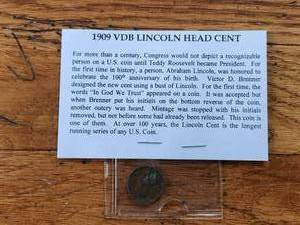 1909 VDB LINCOLN HEAD CENT
For more than a century, Congress would not depict a recognizable
person on a U.S. coin until Teddy Roosevelt became President. For
the first time in history, a person, Abraham Lincoln, was honored to
celebrate the 100th anniversary of his birth. Victor D. Brenner
designed the new cent using a bust of Lincoln. For the first time, the
words “In God We Trust” appeared on a coin. It was accepted but
when Brenner put his initials on the bottom reverse of the coin,
another outcry was heard. Mintage was stopped with his initials
removed, but not before some had already been released. This coin is
one of them. At over 100 years, the Lincoln Cent is the longest
running series of any U.S. Coin.